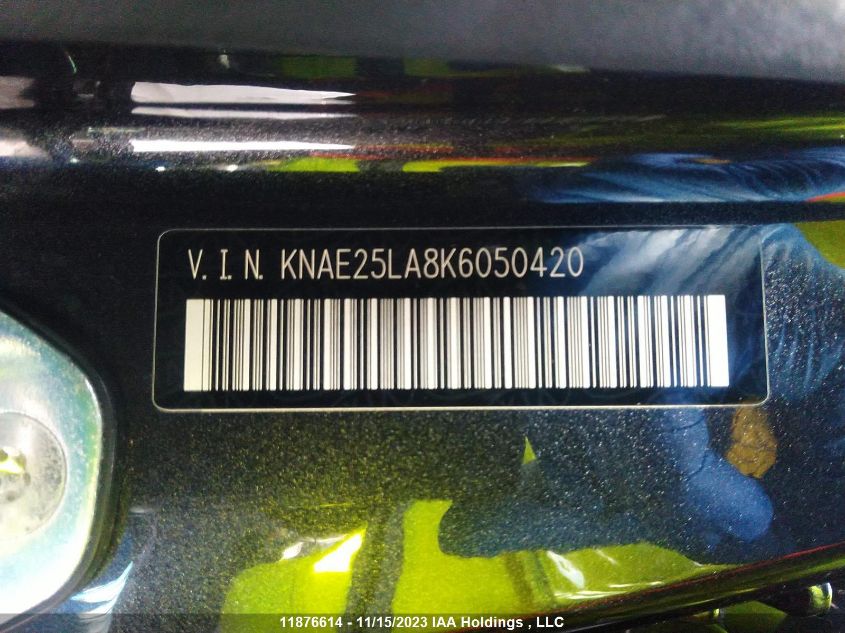 V.I.N. KNAE25LA8K6050420
11876614 - 11/15/2023 IAA Holdings , LLC